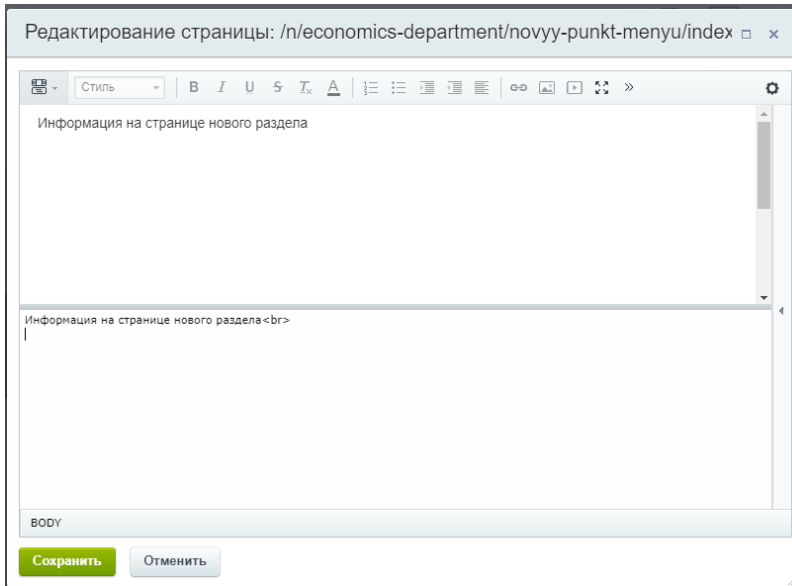 Редактирование страницы: /n/economics-department/novyy-punkt-menyu/index
Стиль B I U S Tx A
Информация на странице нового раздела
Информация на странице нового раздела<br>
BODY
Сохранить Отменить